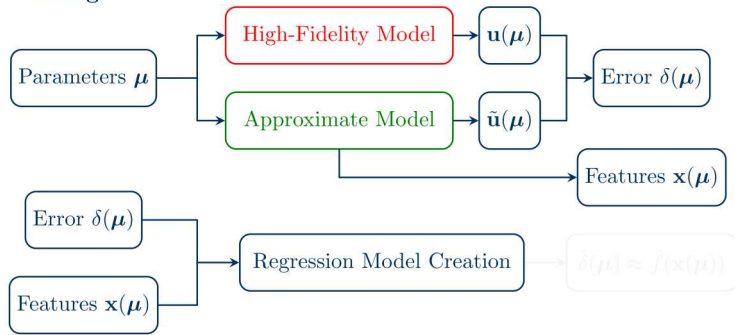 High-Fidelity Model
u(μ)
Parameters μ
Error δ(μ)
Approximate Model
ũ(μ)
Features x(μ)
Error δ(μ)
Regression Model Creation
δ̂(μ) ≈ f(x(μ))
Features x(μ)